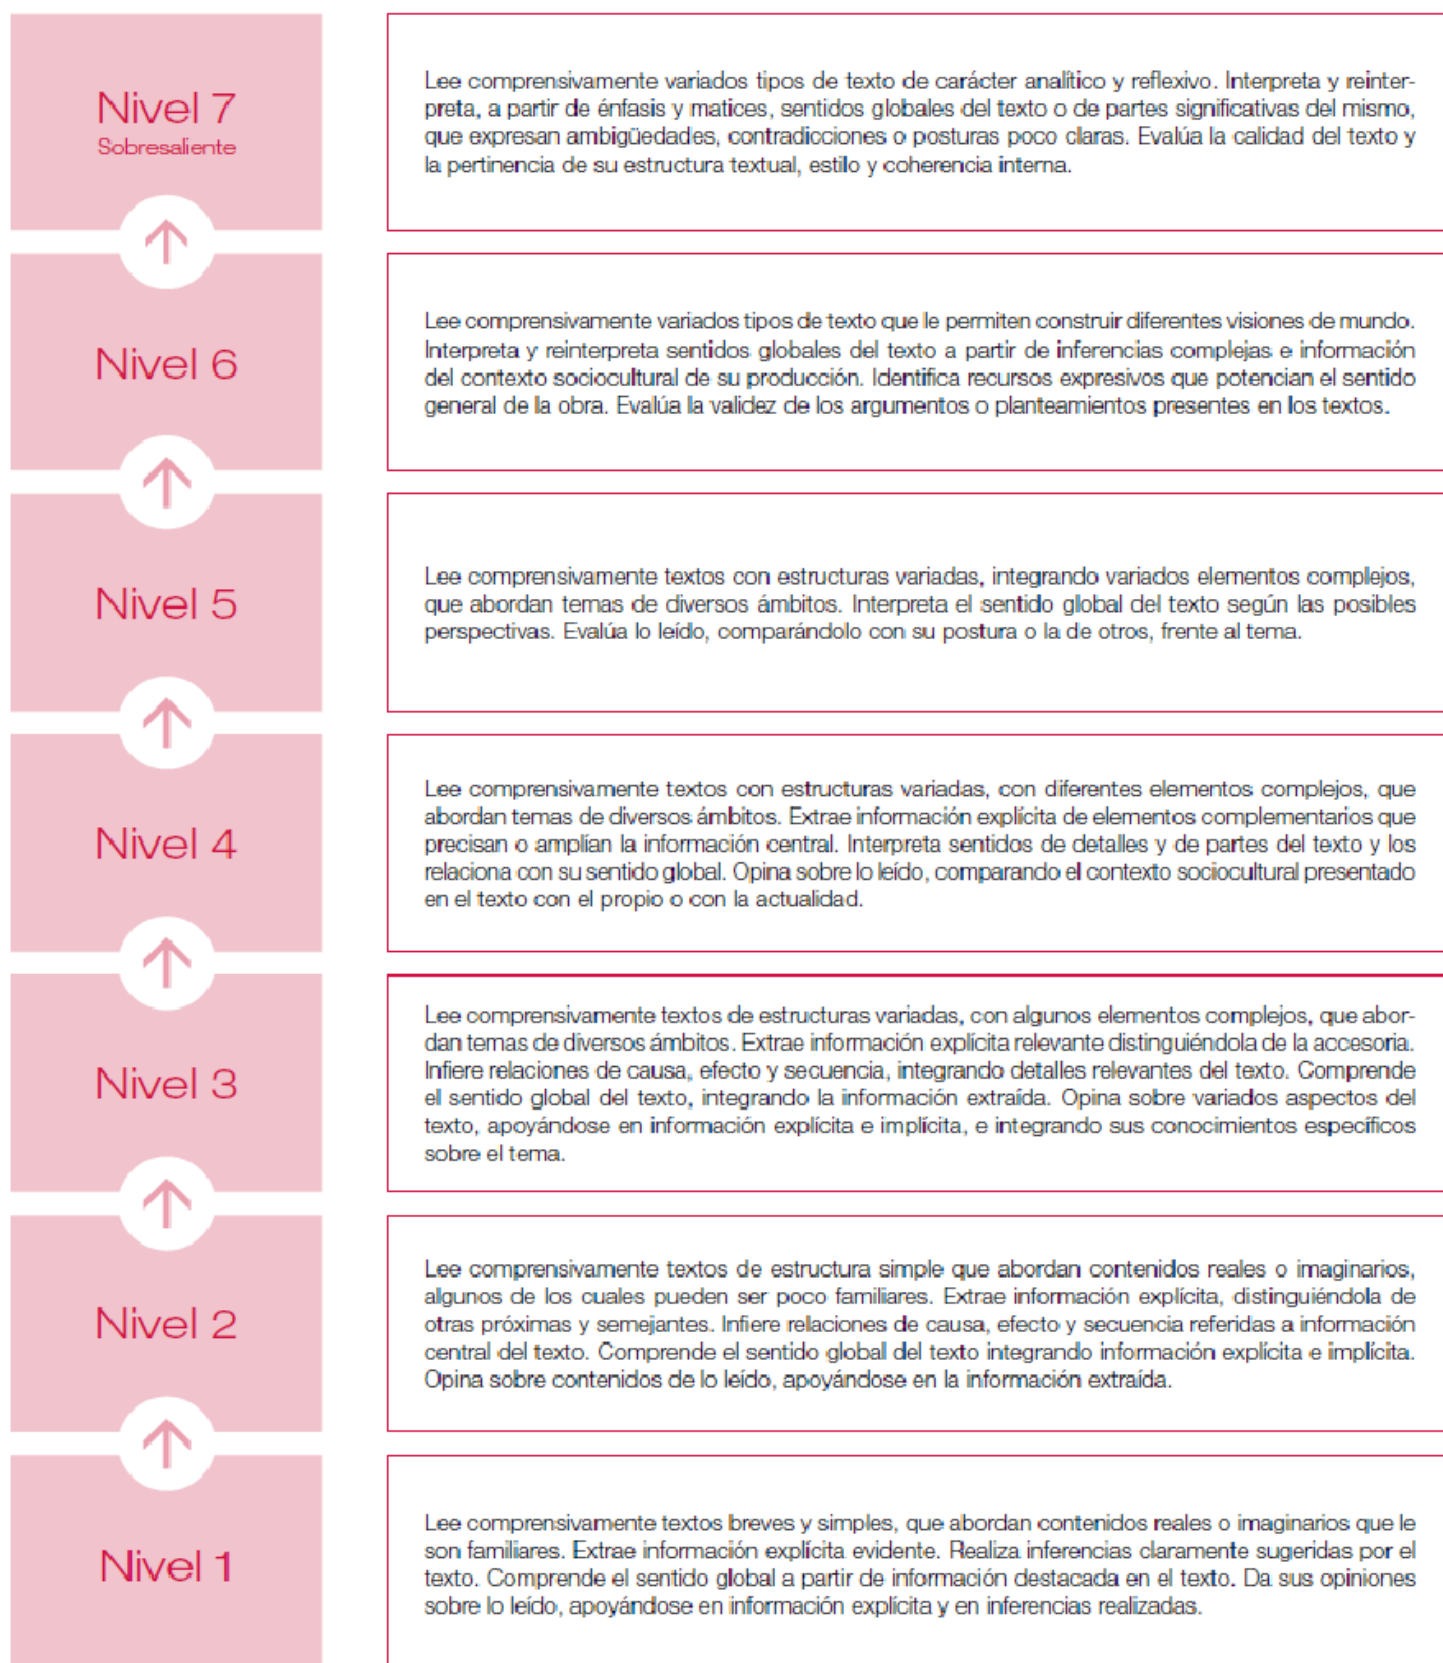 Nivel 7
Sobresaliente
Lee comprensivamente variados tipos de texto de carácter analítico y reflexivo. Interpreta y reinter-
preta, a partir de énfasis y matices, sentidos globales del texto o de partes significativas del mismo,
que expresan ambigüedades, contradicciones o posturas poco claras. Evalúa la calidad del texto y
la pertinencia de su estructura textual, estilo y coherencia interna.
Nivel 6
Lee comprensivamente variados tipos de texto que le permiten construir diferentes visiones de mundo.
Interpreta y reinterpreta sentidos globales del texto a partir de inferencias complejas e información
del contexto sociocultural de su producción. Identifica recursos expresivos que potencian el sentido
general de la obra. Evalúa la validez de los argumentos o planteamientos presentes en los textos.
Nivel 5
Lee comprensivamente textos con estructuras variadas, integrando variados elementos complejos,
que abordan temas de diversos ámbitos. Interpreta el sentido global del texto según las posibles
perspectivas. Evalúa lo leído, comparándolo con su postura o la de otros, frente al tema.
Nivel 4
Lee comprensivamente textos con estructuras variadas, con diferentes elementos complejos, que
abordan temas de diversos ámbitos. Extrae información explícita de elementos complementarios que
precisan o amplían la información central. Interpreta sentidos de detalles y de partes del texto y los
relaciona con su sentido global. Opina sobre lo leído, comparando el contexto sociocultural presentado
en el texto con el propio o con la actualidad.
Nivel 3
Lee comprensivamente textos de estructuras variadas, con algunos elementos complejos, que abor-
dan temas de diversos ámbitos. Extrae información explícita relevante distinguiéndola de la accesoria.
Infiere relaciones de causa, efecto y secuencia, integrando detalles relevantes del texto. Comprende
el sentido global del texto, integrando la información extraída. Opina sobre variados aspectos del
texto, apoyándose en información explícita e implícita, e integrando sus conocimientos específicos
sobre el tema.
Nivel 2
Lee comprensivamente textos de estructura simple que abordan contenidos reales o imaginarios,
algunos de los cuales pueden ser poco familiares. Extrae información explícita, distinguiéndola de
otras próximas y semejantes. Infiere relaciones de causa, efecto y secuencia referidas a información
central del texto. Comprende el sentido global del texto integrando información explícita e implícita.
Opina sobre contenidos de lo leído, apoyándose en la información extraída.
Nivel 1
Lee comprensivamente textos breves y simples, que abordan contenidos reales o imaginarios que le
son familiares. Extrae información explícita evidente. Realiza inferencias claramente sugeridas por el
texto. Comprende el sentido global a partir de información destacada en el texto. Da sus opiniones
sobre lo leído, apoyándose en información explícita y en inferencias realizadas.